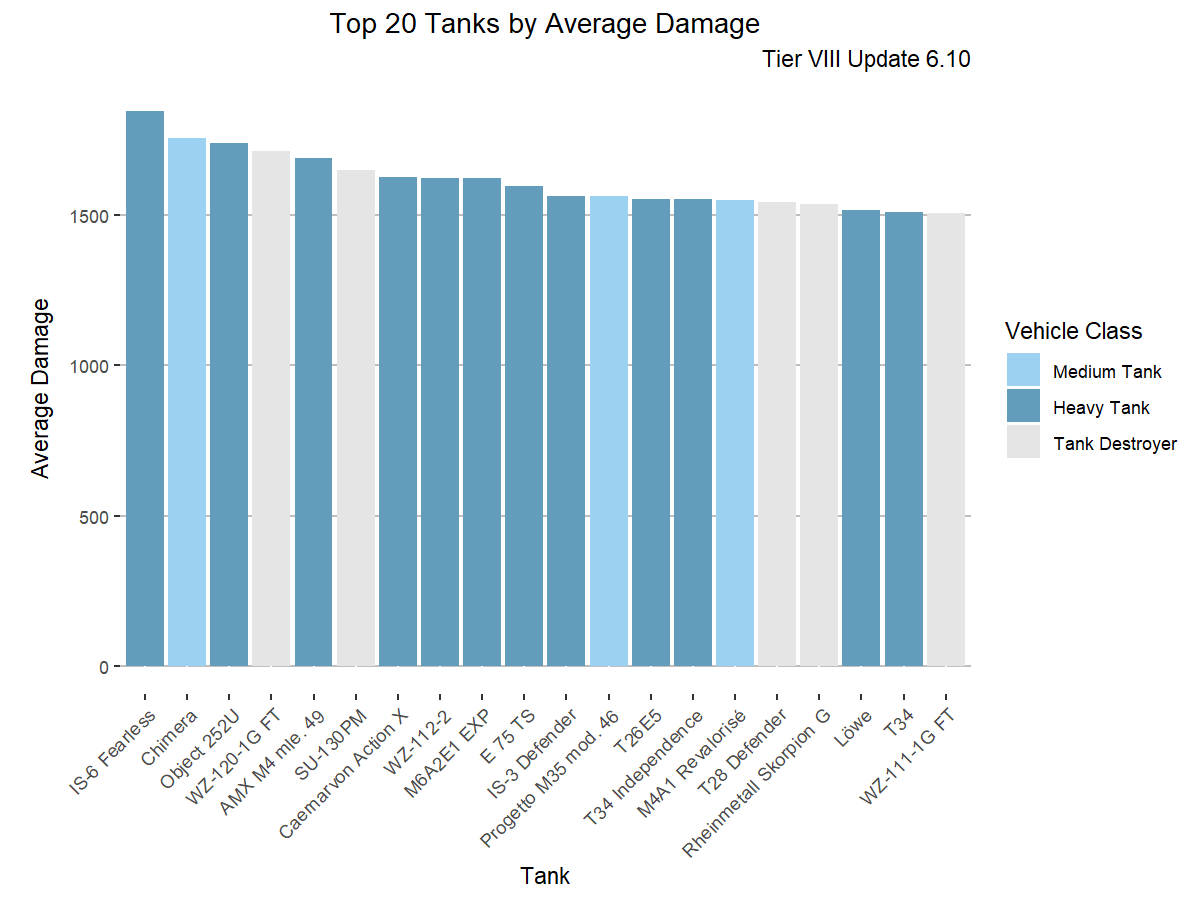 Top 20 Tanks by Average Damage
Tier VIII Update 6.10
Average Damage
1500
1000
500
0
IS-6 Fearless
Chimera
Object 252U
WZ-120-1G FT
AMX M4 mle. 49
SU-130PM
Caernarvon Action X
WZ-112-2
M6A2E1 EXP
E 75 TS
IS-3 Defender
Progetto M35 mod. 46
T26E5
T34 Independence
M4A1 Revalorisé
T28 Defender
Rheinmetall Skorpion G
Löwe
T34
WZ-111-1G FT
Tank
Vehicle Class
Medium Tank
Heavy Tank
Tank Destroyer